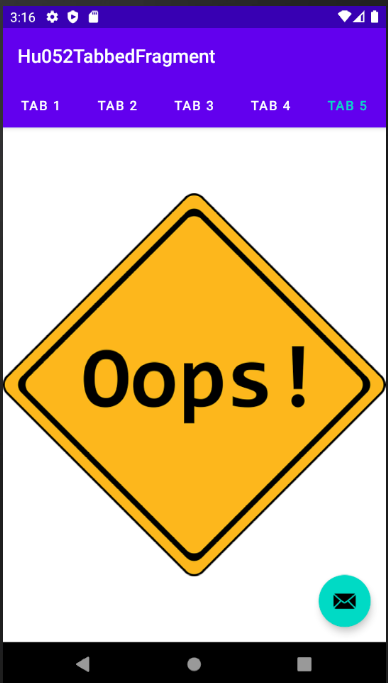 3:16
Hu052TabbedFragment
TAB 1 TAB 2 TAB 3 TAB 4 TAB 5
Oops!